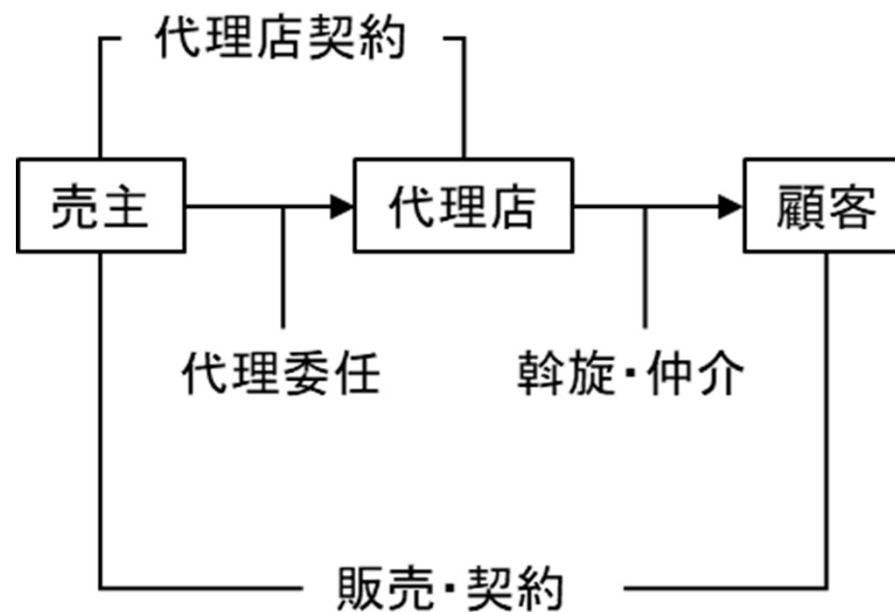 代理店契約
売主
代理店
顧客
代理委任
斡旋・仲介
販売・契約